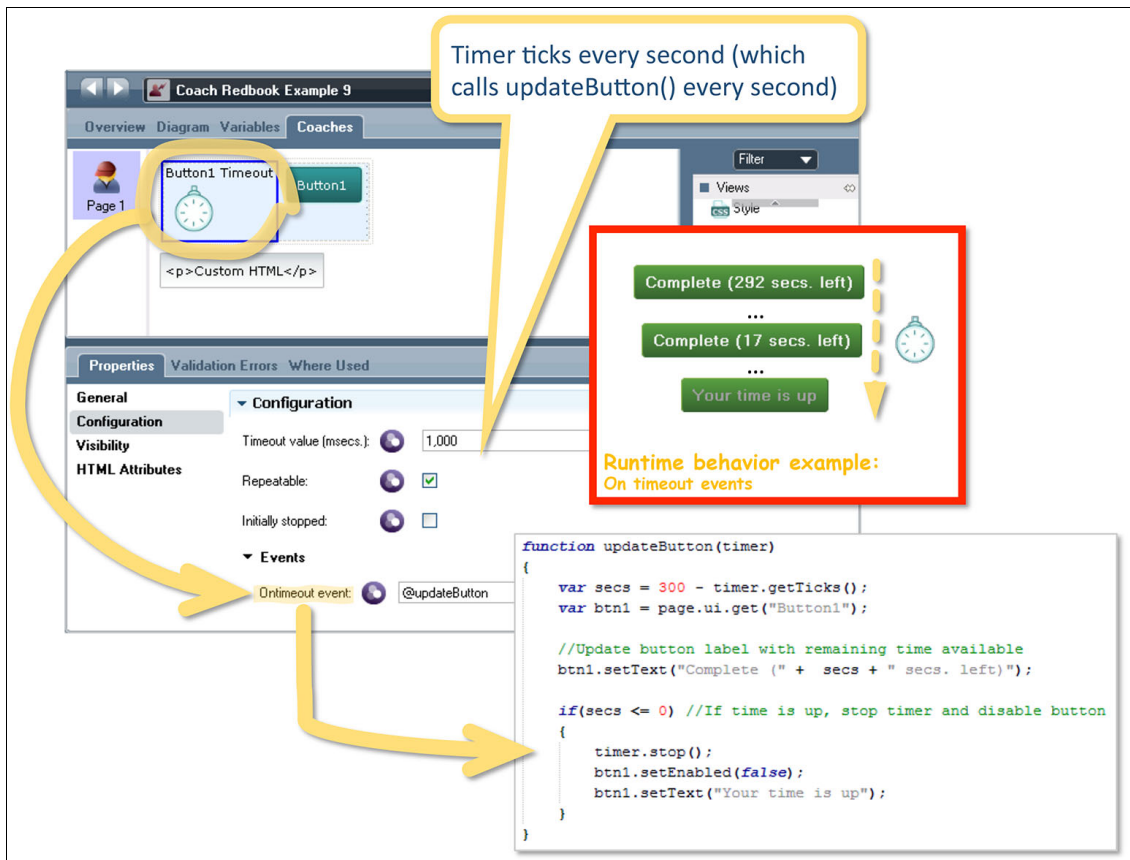 Timer ticks every second (which
calls updateButton() every second)
Coach Redbook Example 9
Overview Diagram Variables Coaches
Page 1
Button1 Timeout
Button1
<p>Custom HTML</p>
Filter
Views
css Style
Complete (292 secs. left)
...
Complete (17 secs. left)
...
Your time is up
Runtime behavior example:
On timeout events
Properties Validation Errors Where Used
General
Configuration
Visibility
HTML Attributes
Configuration
Timeout value (msecs.): 1,000
Repeatable:
Initially stopped:
Events
Ontimeout event: @updateButton
function updateButton(timer)
{
var secs = 300 - timer.getTicks();
var btn1 = page.ui.get("Button1");
//Update button label with remaining time available
btn1.setText("Complete (" + secs + " secs. left)");
if(secs <= 0) //If time is up, stop timer and disable button
{
timer.stop();
btn1.setEnabled(false);
btn1.setText("Your time is up");
}
}